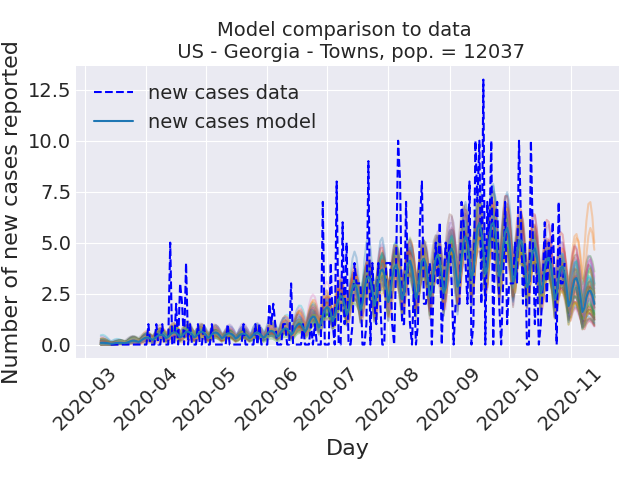 Model comparison to data
US - Georgia - Towns, pop. = 12037
Number of new cases reported
new cases data
new cases model
12.5
10.0
7.5
5.0
2.5
0.0
2020-03
2020-04
2020-05
2020-06
2020-07
2020-08
2020-09
2020-10
2020-11
Day